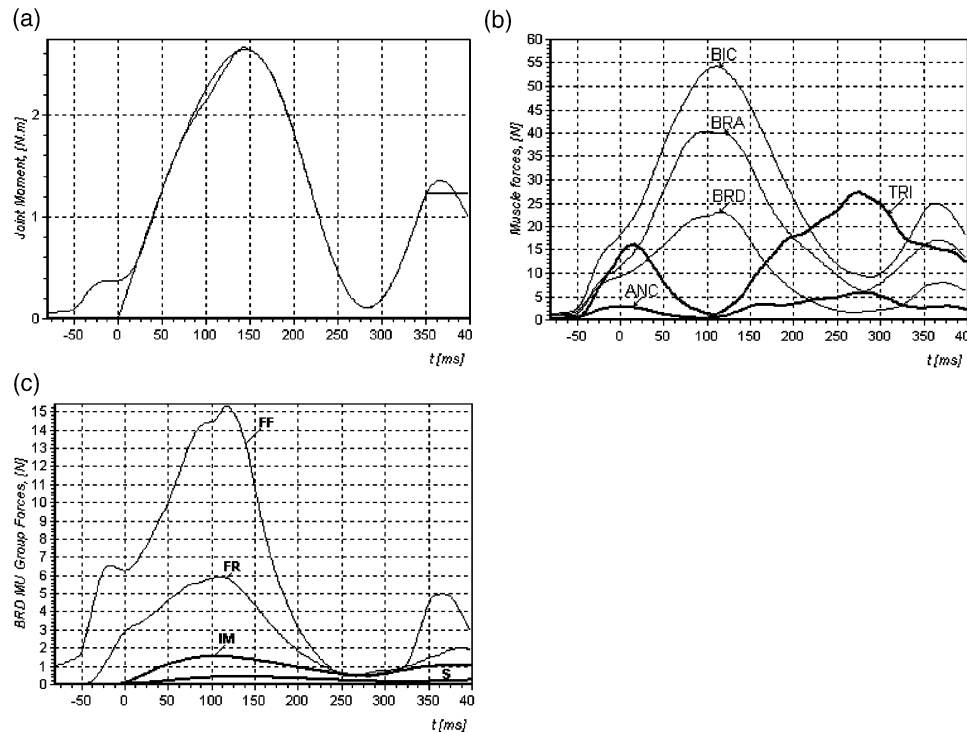 (a)
Joint Moment, [N.m]
2
1
0
-50 0 50 100 150 200 250 300 350 40
t [ms]
(b)
Muscle forces, [N]
60
55
50
45
40
35
30
25
20
15
10
5
0
BIC
BRA
BRD
TRI
ANC
-50 0 50 100 150 200 250 300 350 40
t [ms]
(c)
BRD MU Group Forces, [N]
15
14
13
12
11
10
9
8
7
6
5
4
3
2
1
0
FF
FR
IM
S
-50 0 50 100 150 200 250 300 350 40
t [ms]